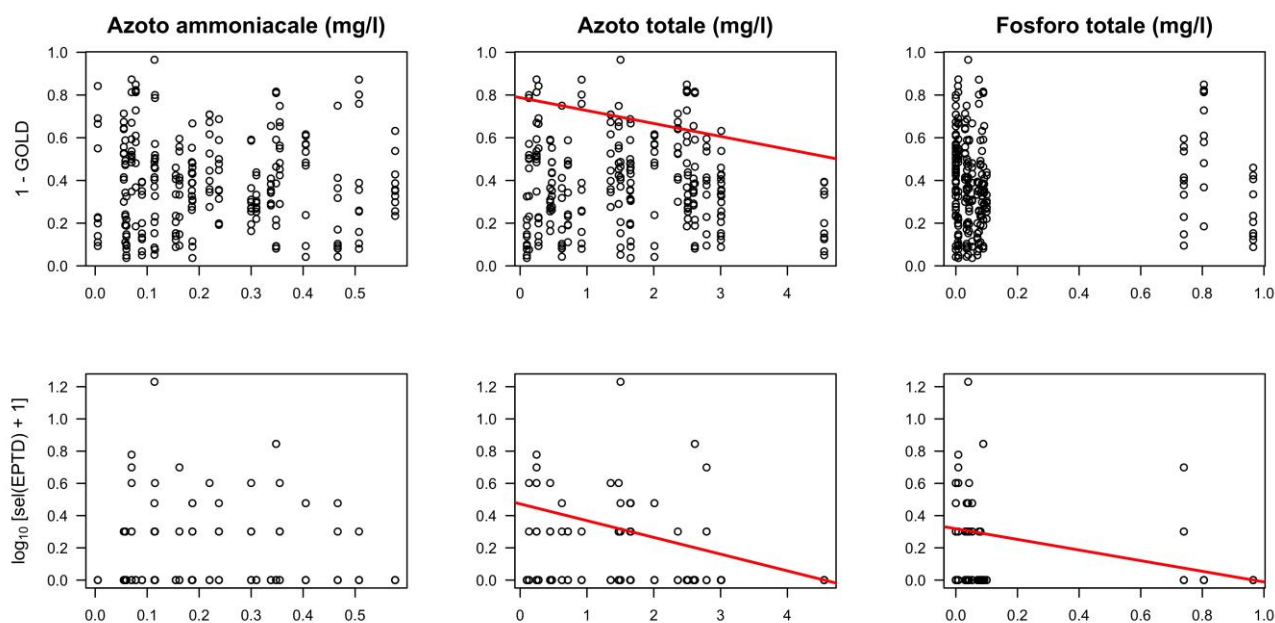 Azoto ammoniacale (mg/l) Azoto totale (mg/l) Fosforo totale (mg/l)
1 - GOLD
1.0 1.0 1.0
0.8 0.8 0.8
0.6 0.6 0.6
0.4 0.4 0.4
0.2 0.2 0.2
0.0 0.0 0.0
0.0 0.1 0.2 0.3 0.4 0.5 0 1 2 3 4 0.0 0.2 0.4 0.6 0.8 1.0
log₁₀ [sel(EPTD) + 1]
1.2 1.2 1.2
1.0 1.0 1.0
0.8 0.8 0.8
0.6 0.6 0.6
0.4 0.4 0.4
0.2 0.2 0.2
0.0 0.0 0.0
0.0 0.1 0.2 0.3 0.4 0.5 0 1 2 3 4 0.0 0.2 0.4 0.6 0.8 1.0